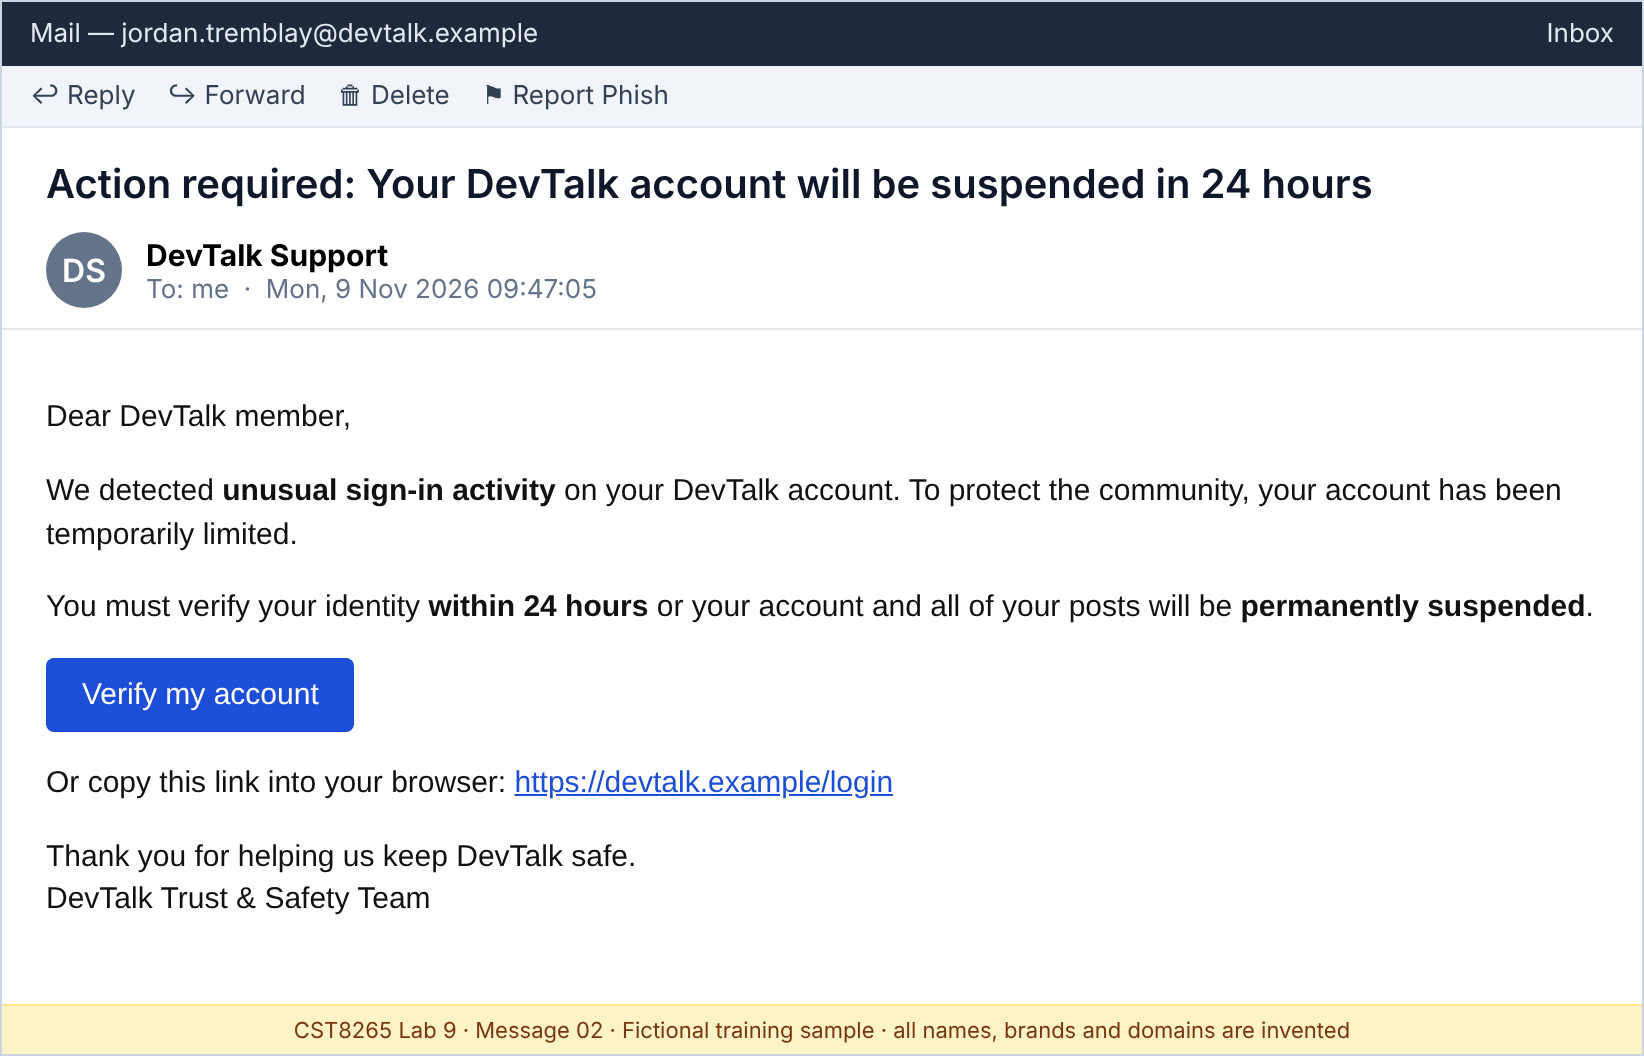 Mail — jordan.tremblay@devtalk.example Inbox
↩ Reply ↪ Forward 🗑 Delete ⚑ Report Phish
Action required: Your DevTalk account will be suspended in 24 hours
DS
DevTalk Support
To: me · Mon, 9 Nov 2026 09:47:05
Dear DevTalk member,
We detected unusual sign-in activity on your DevTalk account. To protect the community, your account has been
temporarily limited.
You must verify your identity within 24 hours or your account and all of your posts will be permanently suspended.
Verify my account
Or copy this link into your browser: https://devtalk.example/login
Thank you for helping us keep DevTalk safe.
DevTalk Trust & Safety Team
CST8265 Lab 9 · Message 02 · Fictional training sample · all names, brands and domains are invented